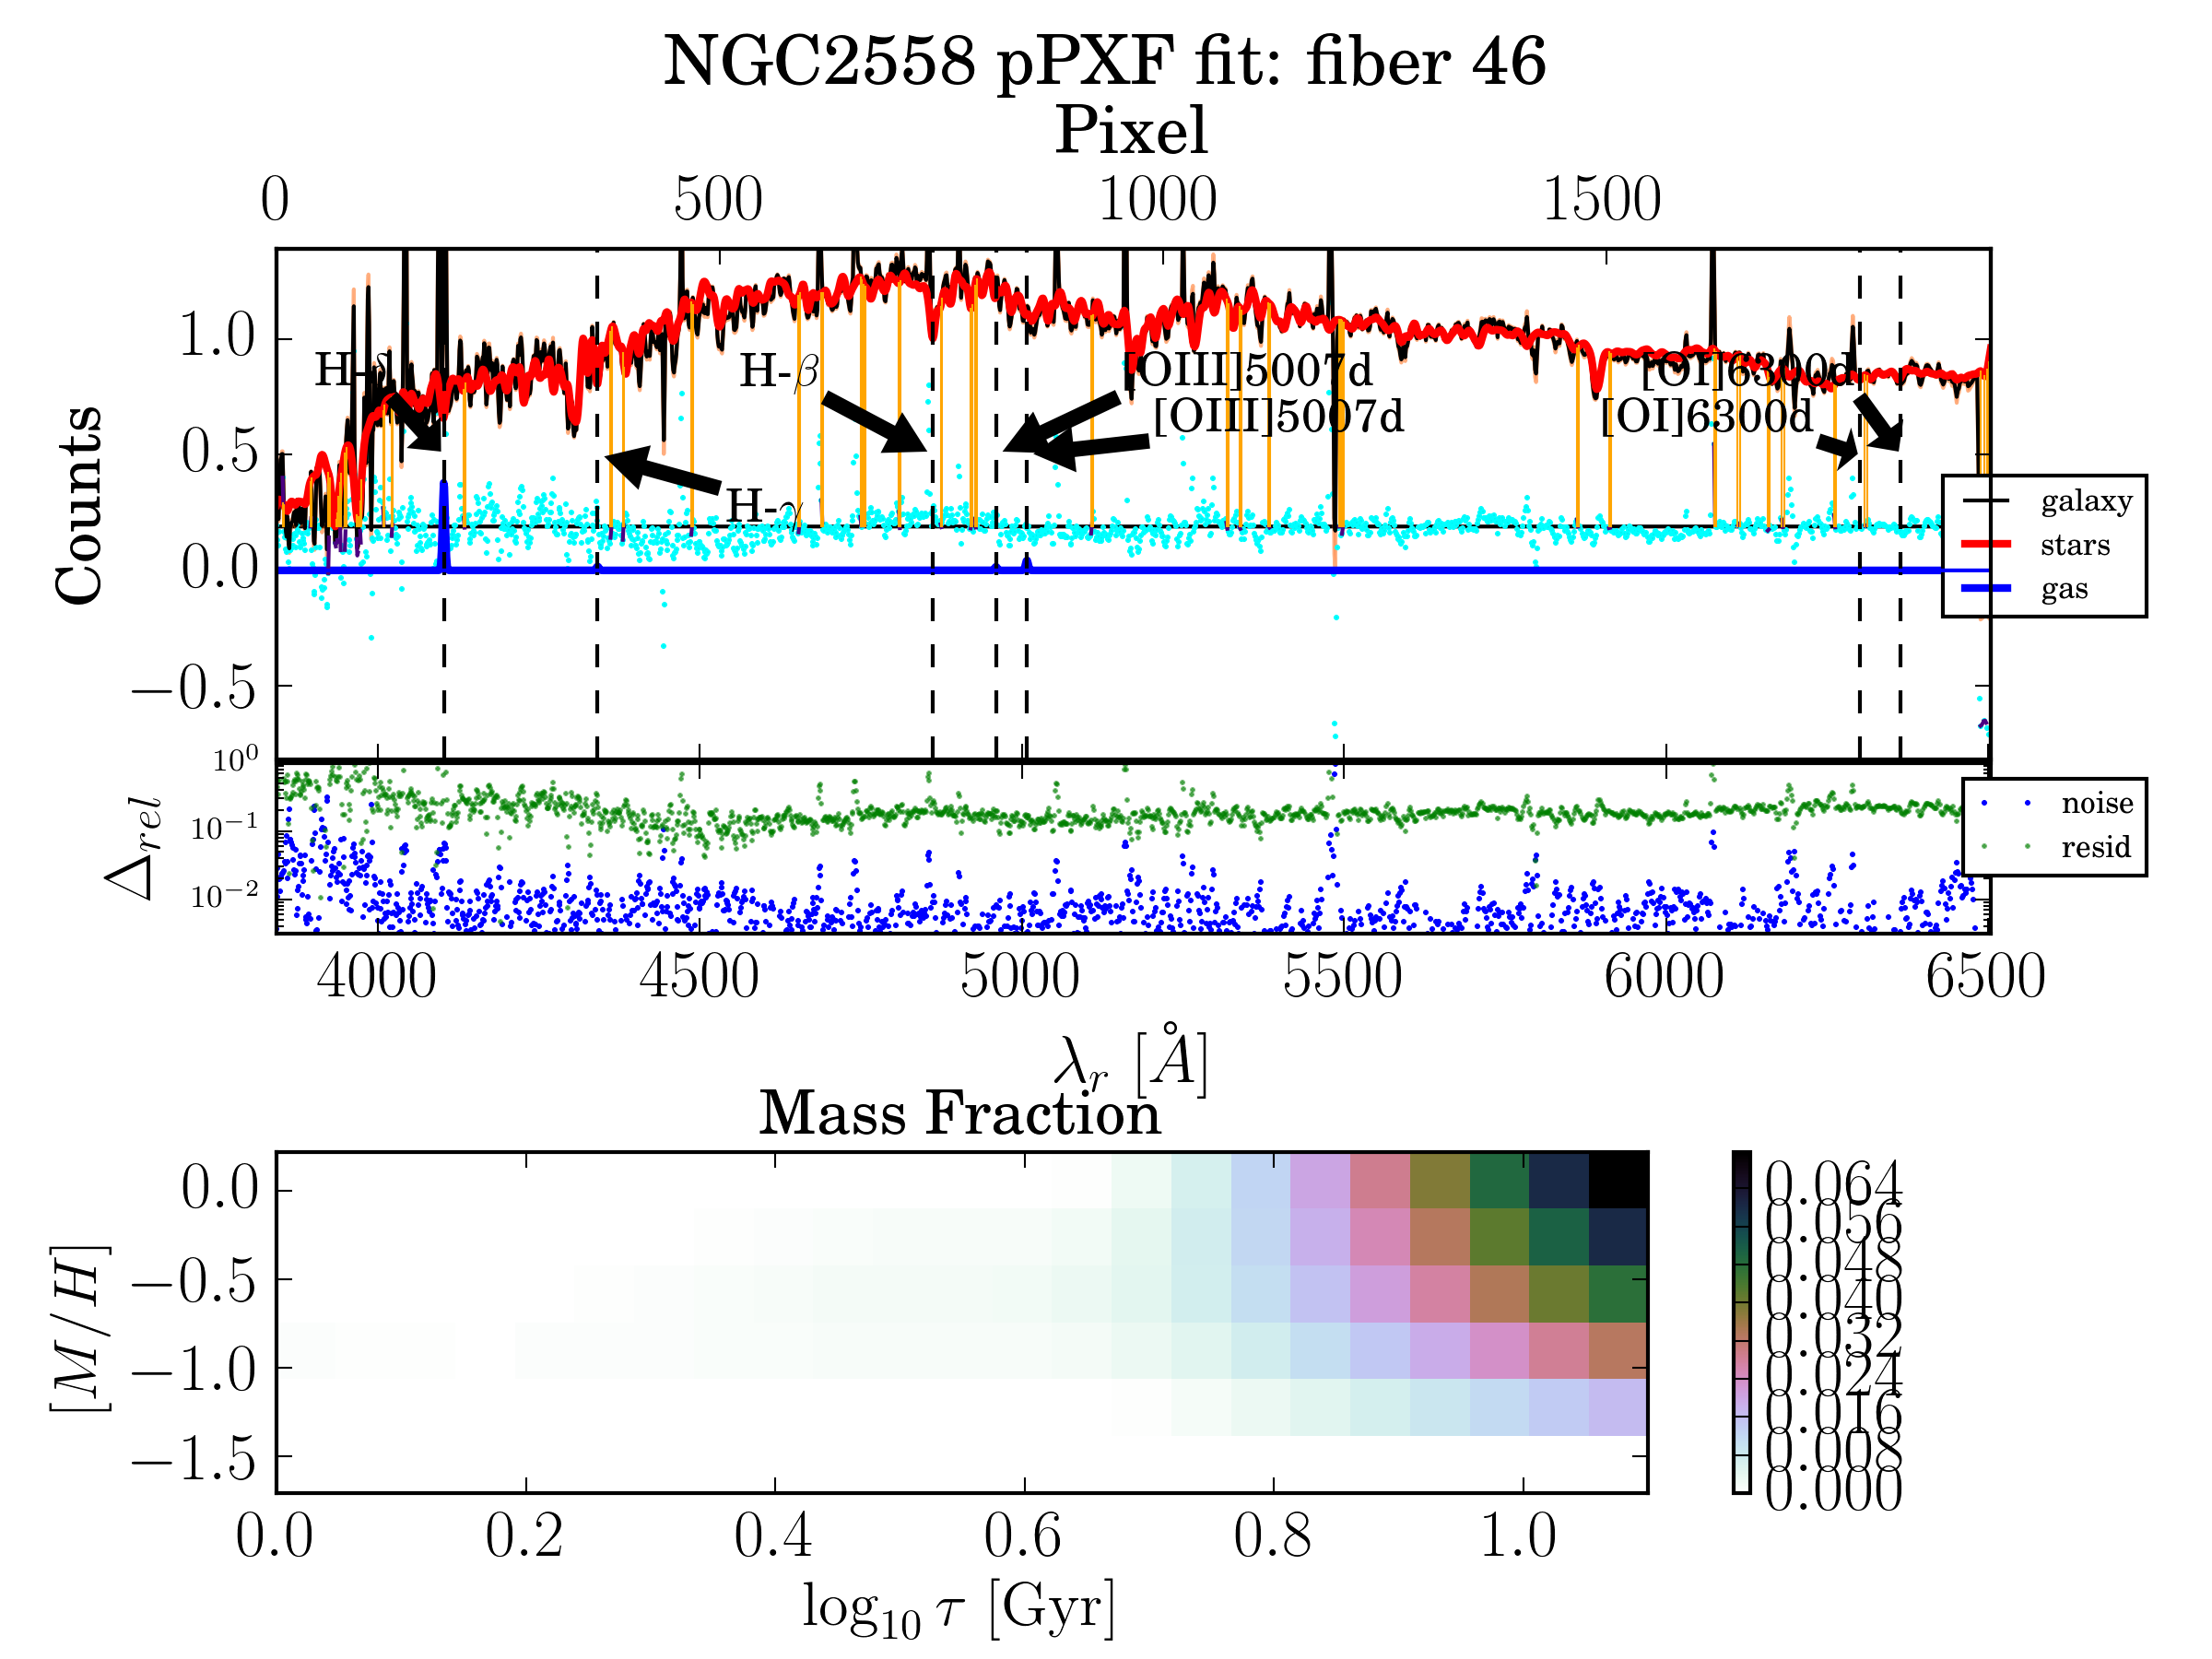 NGC2558 pPXF fit: fiber 46
Pixel
0 500 1000 1500
1.0
0.5
0.0
−0.5
Counts
H-δ
H-γ
H-β
[OIII]5007d
[OIII]5007d
[OI]6300d
[OI]6300d
galaxy
stars
gas
10⁰
10⁻¹
10⁻²
Δrel
noise
resid
4000 4500 5000 5500 6000 6500
λr [Å]
Mass Fraction
0.0
−0.5
−1.0
−1.5
[M/H]
0.0 0.2 0.4 0.6 0.8 1.0
log₁₀ τ [Gyr]
0.064
0.056
0.048
0.040
0.032
0.024
0.016
0.008
0.000